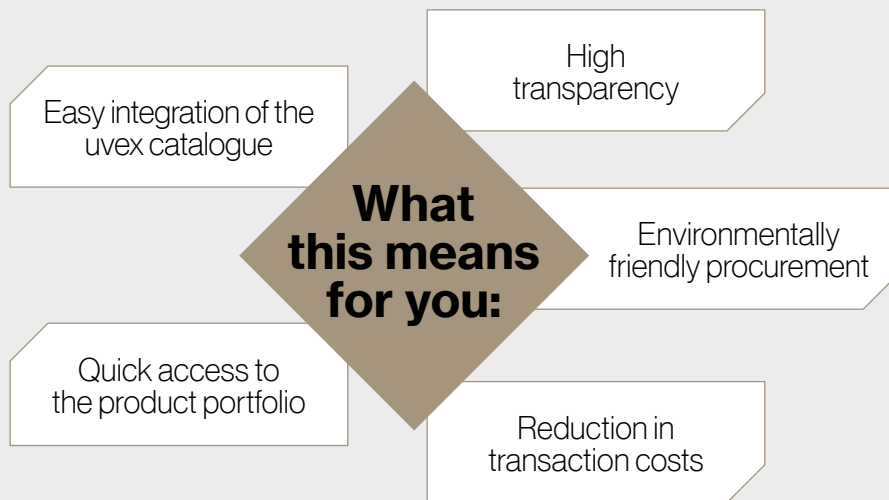 What
this means
for you:
Easy integration of the
uvex catalogue
High
transparency
Environmentally
friendly procurement
Quick access to
the product portfolio
Reduction in
transaction costs